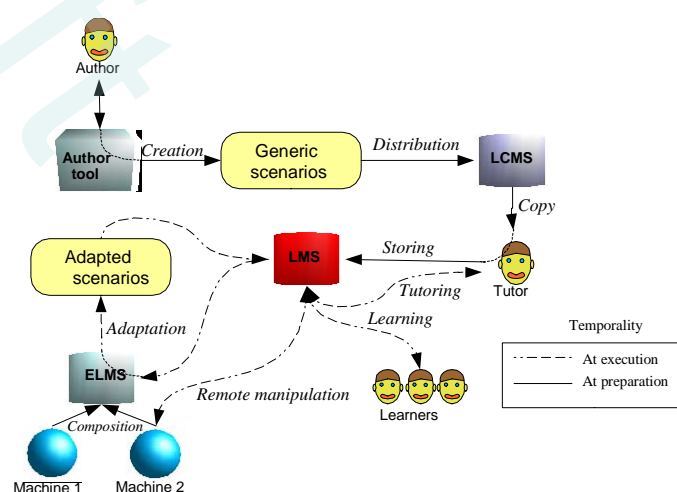 Author
Author
tool
Creation
Generic
scenarios
Distribution
LCMS
Copy
Adapted
scenarios
LMS
Storing
Tutoring
Tutor
Adaptation
Learning
Temporality
At execution
At preparation
ELMS
Remote manipulation
Learners
Composition
Machine 1
Machine 2